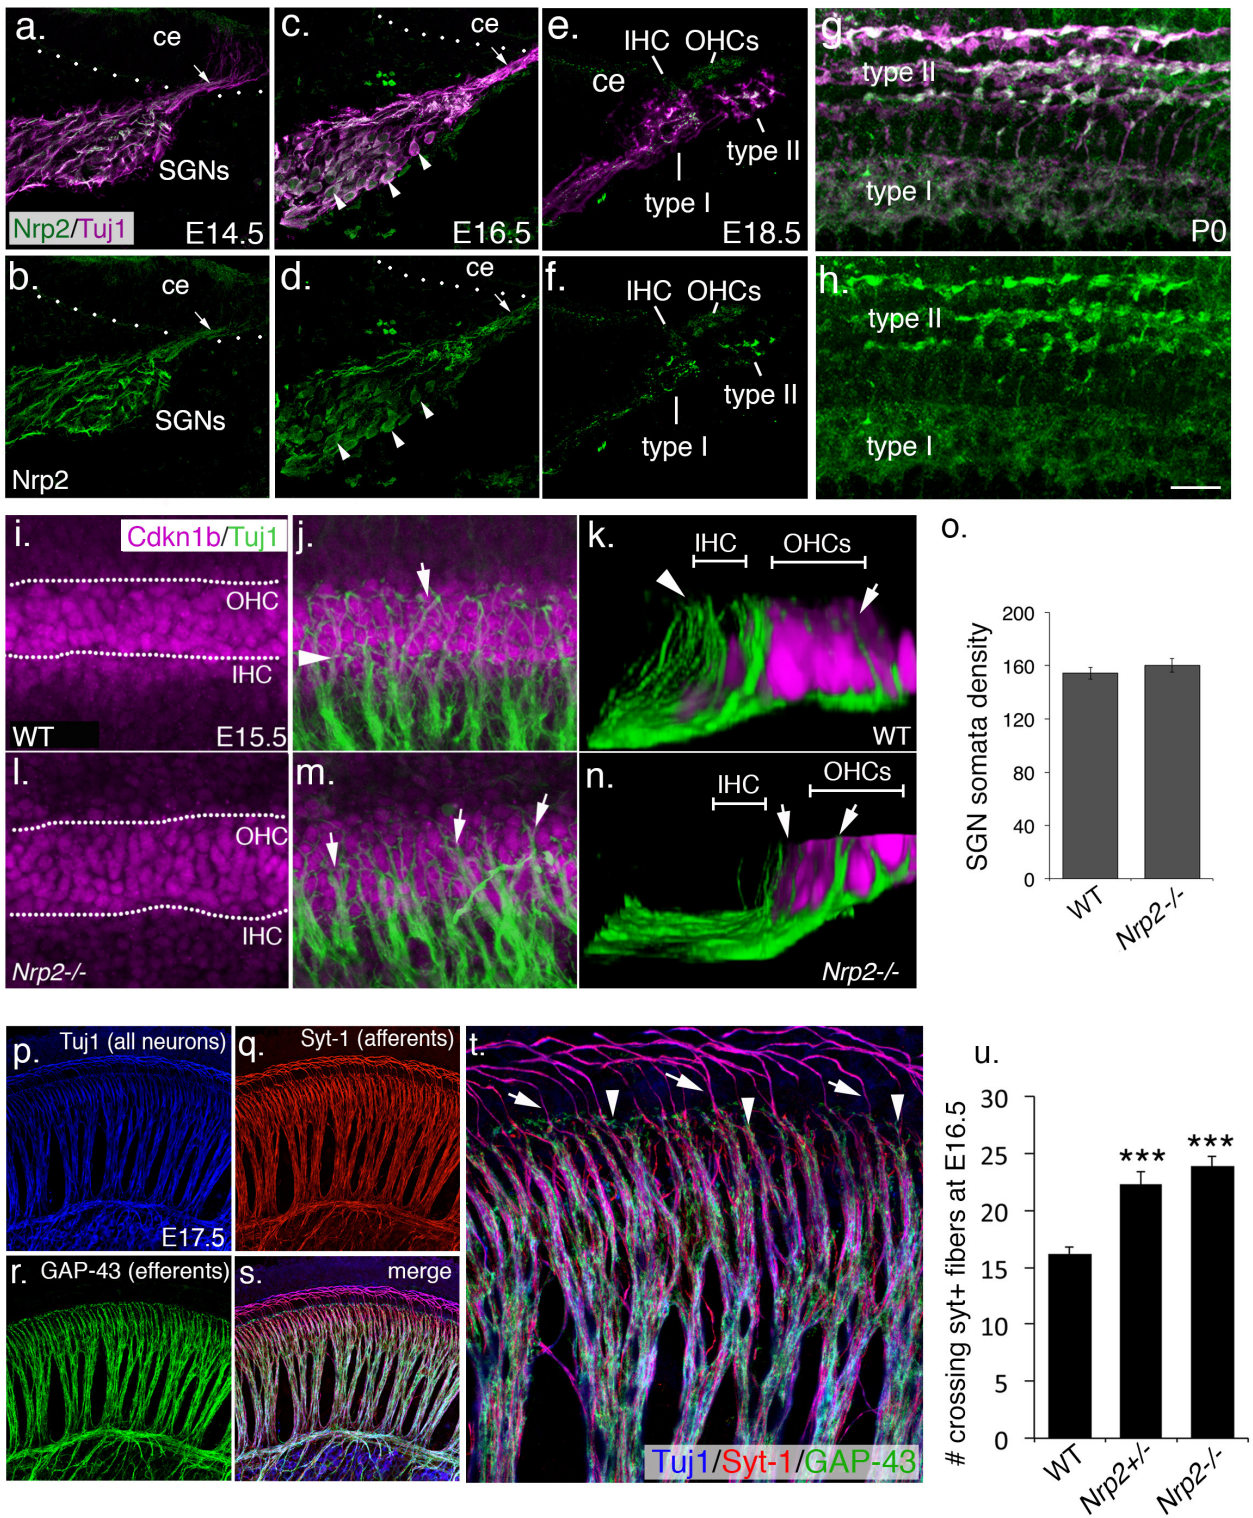 a.
ce
SGNs
Nrp2/Tuj1
E14.5
c.
ce
E16.5
e.
IHC OHCs
ce
type II
type I
E18.5
g.
type II
type I
P0
b.
ce
SGNs
Nrp2
d.
ce
f.
IHC OHCs
type II
type I
h.
type II
type I
i.
Cdkn1b/Tuj1
OHC
IHC
WT
E15.5
j.
k.
IHC
OHCs
WT
l.
OHC
IHC
Nrp2-/-
m.
n.
IHC
OHCs
Nrp2-/-
o.
SGN somata density
200
160
120
80
40
0
WT
Nrp2-/-
p.
Tuj1 (all neurons)
E17.5
q.
Syt-1 (afferents)
r.
GAP-43 (efferents)
s.
merge
t.
Tuj1/Syt-1/GAP-43
u.
# crossing syt+ fibers at E16.5
30
25
20
15
10
5
0
***
***
WT
Nrp2+/-
Nrp2-/-